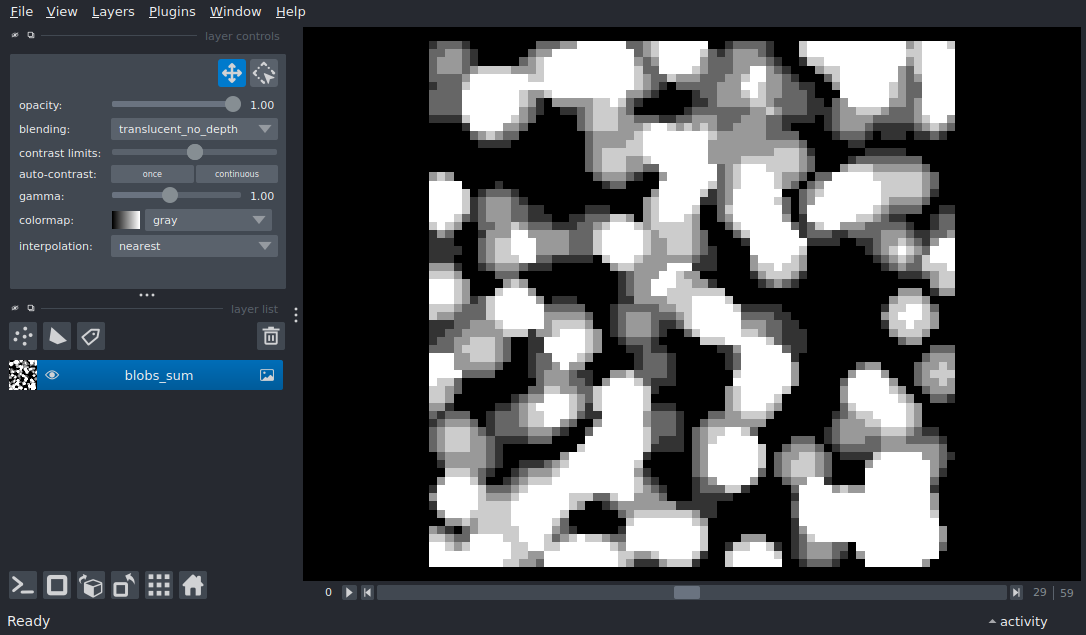 File View Layers Plugins Window Help
layer controls
opacity: 1.00
blending: translucent_no_depth
contrast limits:
auto-contrast: once continuous
gamma: 1.00
colormap: gray
interpolation: nearest
layer list
blobs_sum
0 29 59
Ready activity